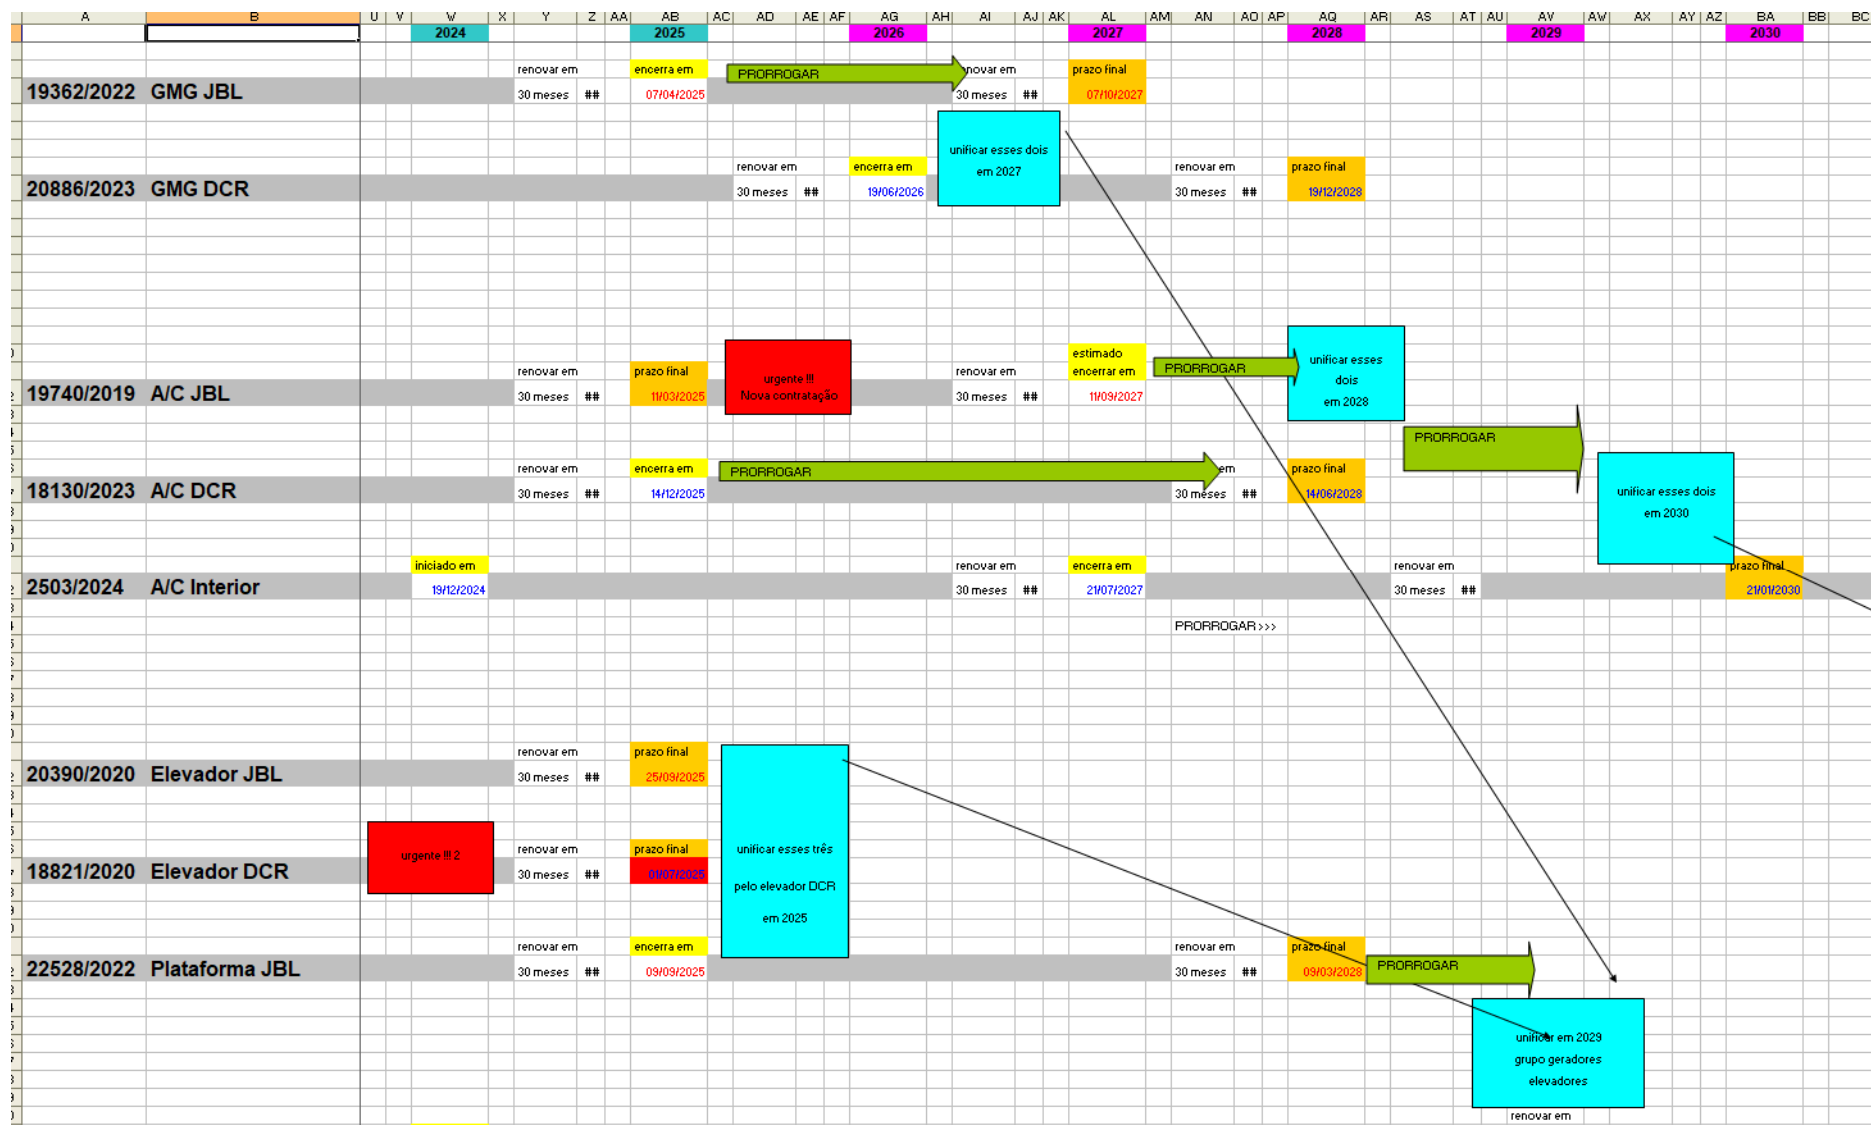 A B U V W X Y Z AA AB AC AD AE AF AG AH AI AJ AK AL AM AN AO AP AQ AR AS AT AU AV AW AX AY AZ BA BB BC
2024 2025 2026 2027 2028 2029 2030
renovar em encerra em PRORROGAR novar em prazo final
19362/2022 GMG JBL 30 meses ## 07/04/2025 30 meses ## 07/10/2027
unificar esses dois
em 2027
renovar em encerra em renovar em prazo final
20886/2023 GMG DCR 30 meses ## 19/06/2026 30 meses ## 19/12/2028
estimado
renovar em prazo final renovar em encerrar em PRORROGAR
urgente !!!
Nova contratação
unificar esses
dois
em 2028
19740/2019 A/C JBL 30 meses ## 11/03/2025 30 meses ## 11/09/2027
PRORROGAR
renovar em encerra em PRORROGAR em prazo final
18130/2023 A/C DCR 30 meses ## 14/12/2025 30 meses ## 14/06/2028
unificar esses dois
em 2030
iniciado em renovar em encerra em renovar em prazo final
2503/2024 A/C Interior 19/12/2024 30 meses ## 21/07/2027 30 meses ## 21/01/2030
PRORROGAR>>>
renovar em prazo final
20390/2020 Elevador JBL 30 meses ## 25/09/2025
urgente !!! 2
renovar em prazo final
18821/2020 Elevador DCR 30 meses ## 01/07/2025
unificar esses três
pelo elevador DCR
em 2025
renovar em encerra em renovar em prazo final
22528/2022 Plataforma JBL 30 meses ## 09/09/2025 30 meses ## 09/03/2028 PRORROGAR
unificar em 2029
grupo geradores
elevadores
renovar em